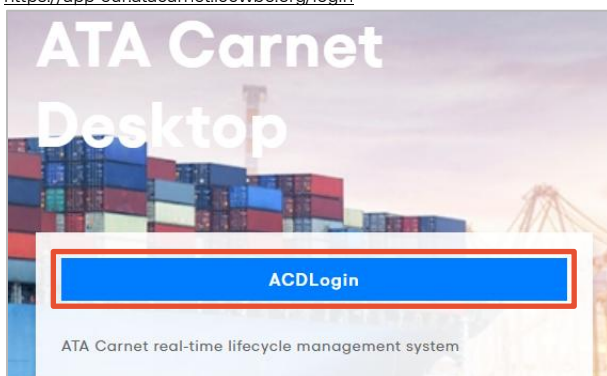 ATA Carnet
Desktop
ACDLogin
ATA Carnet real-time lifecycle management system